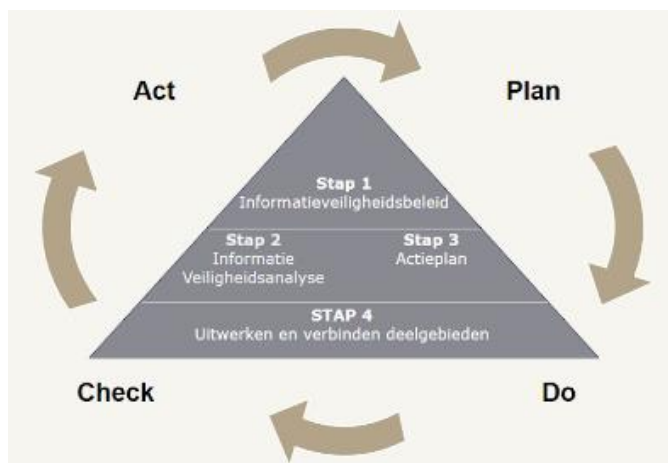 Act
Plan
Stap 1
Informatieveiligheidsbeleid
Stap 2
Informatie
Veiligheidsanalyse
Stap 3
Actieplan
STAP 4
Uitwerken en verbinden deelgebieden
Check
Do